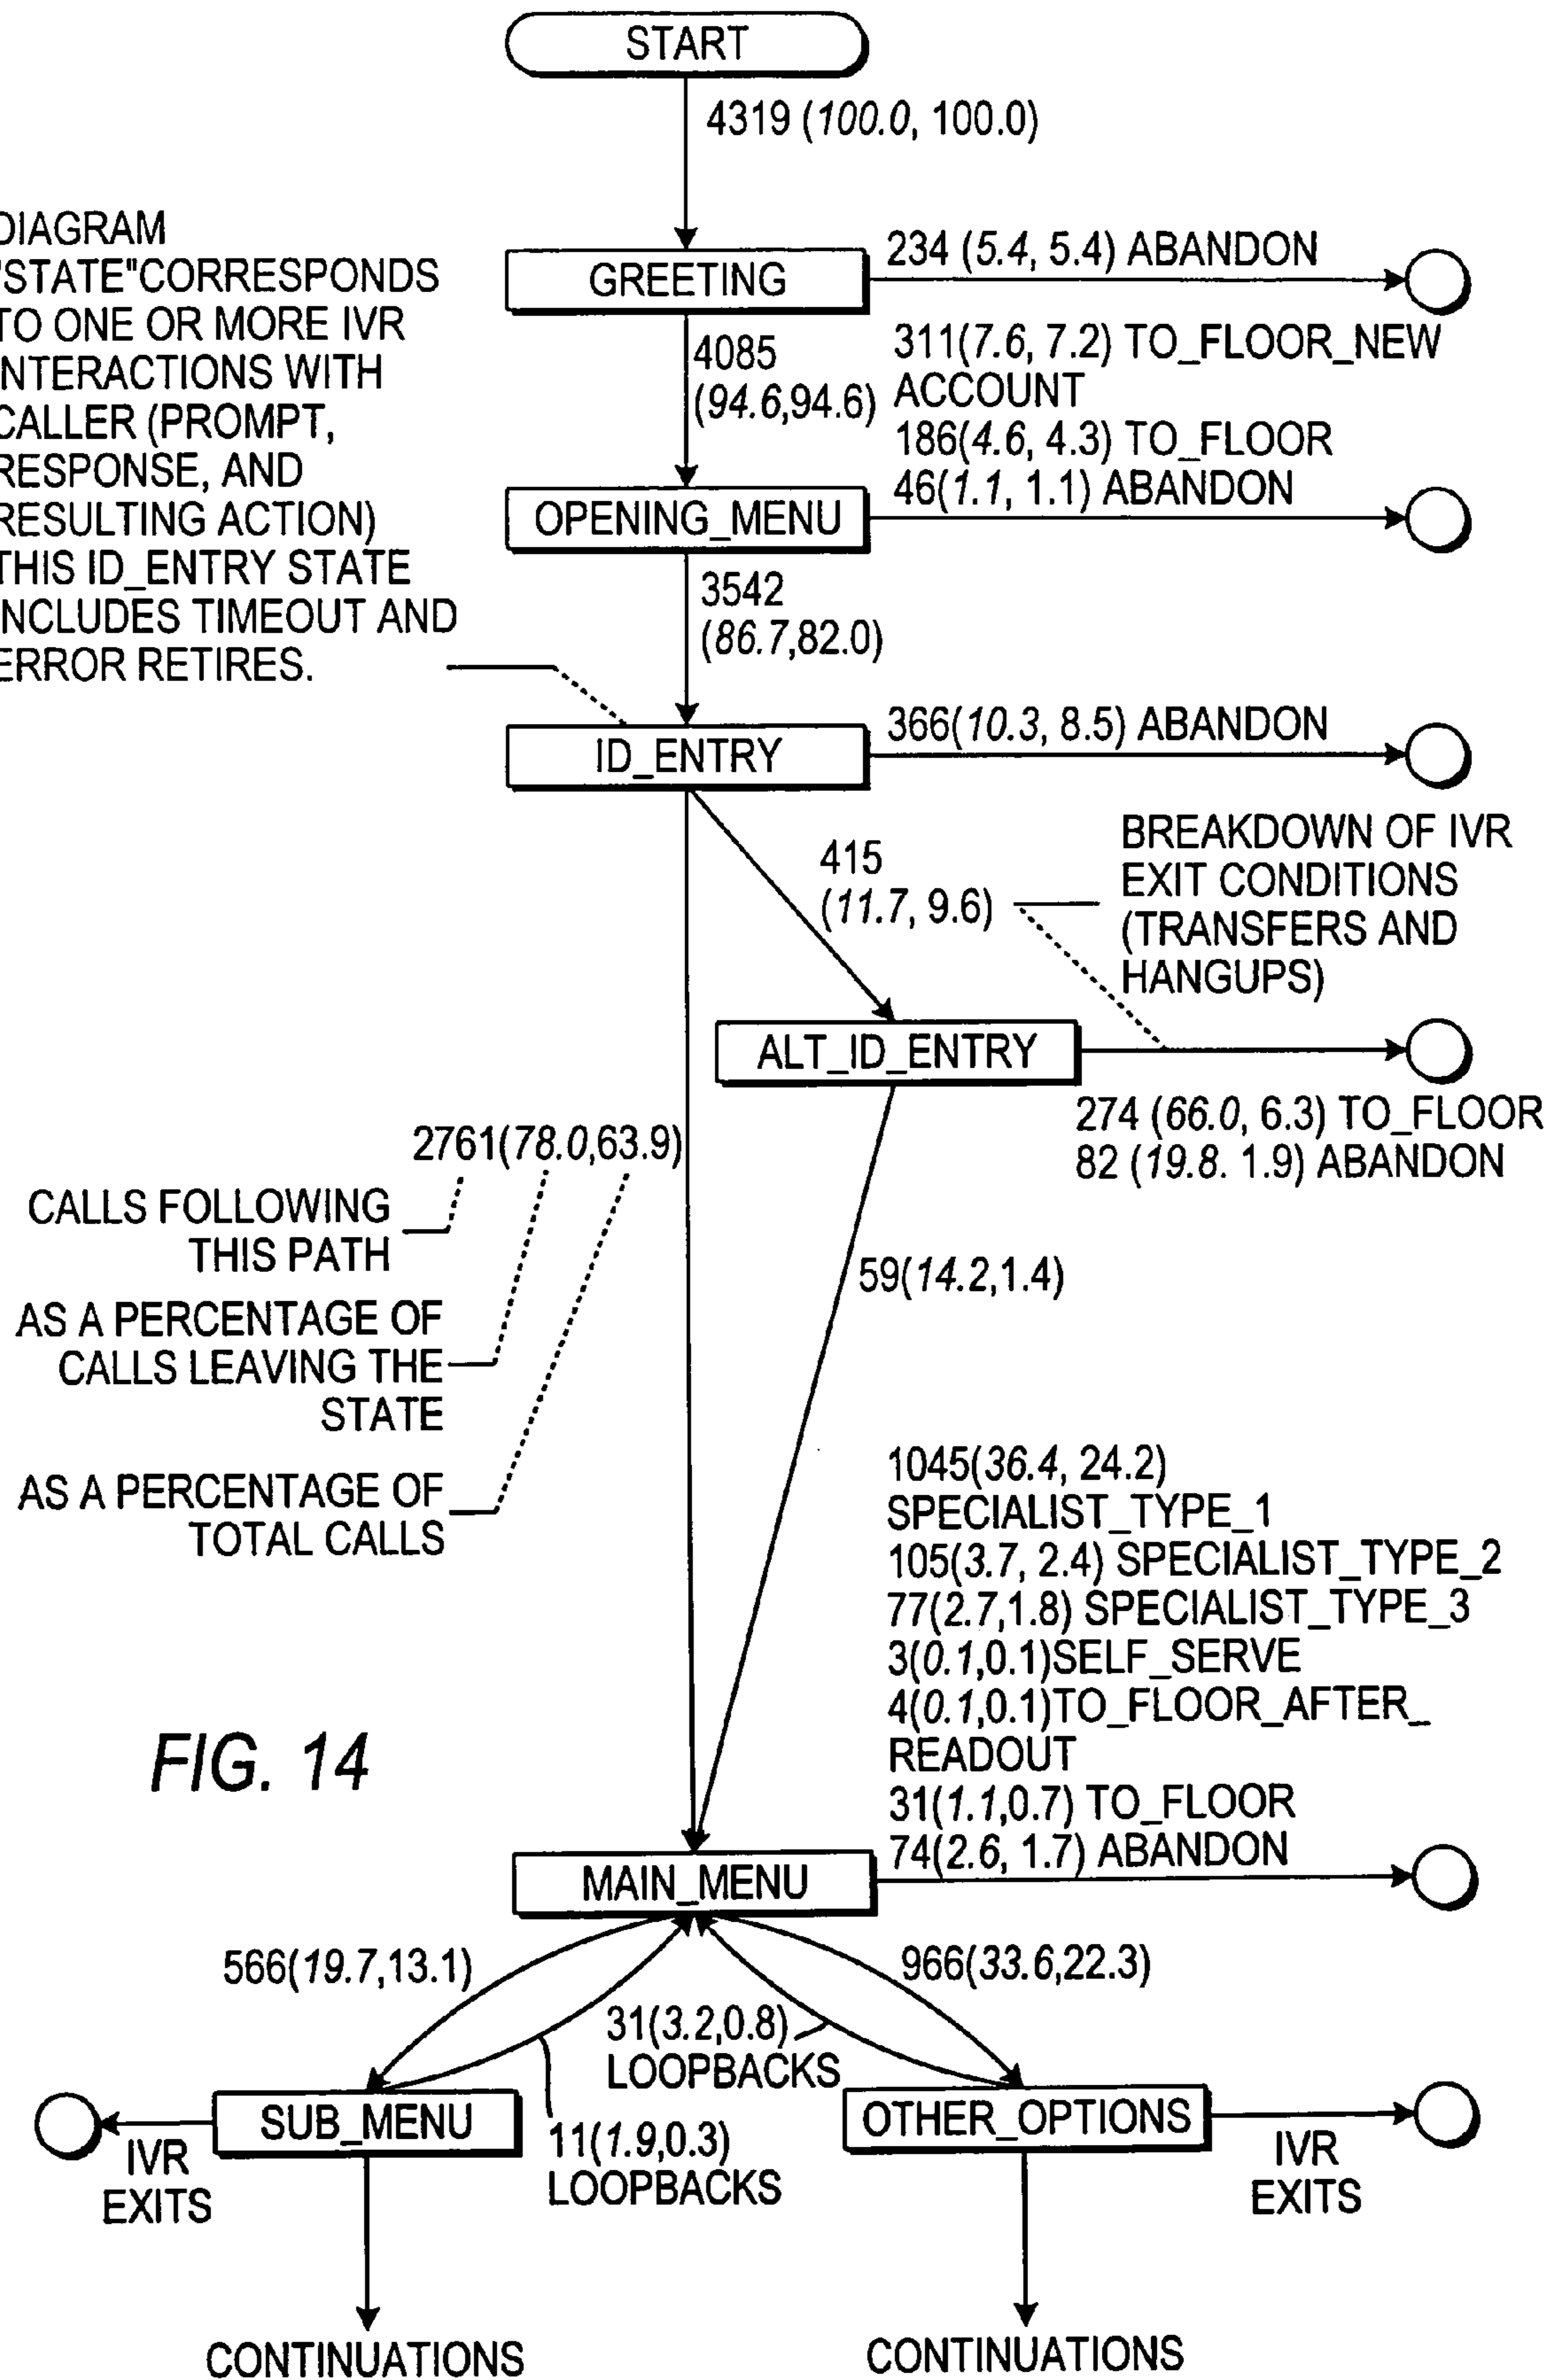 START
4319 (100.0, 100.0)
DIAGRAM
"STATE"CORRESPONDS
TO ONE OR MORE IVR
INTERACTIONS WITH
CALLER (PROMPT,
RESPONSE, AND
RESULTING ACTION)
THIS ID_ENTRY STATE
INCLUDES TIMEOUT AND
ERROR RETIRES.
GREETING
234 (5.4, 5.4) ABANDON
4085
(94.6,94.6)
311(7.6, 7.2) TO_FLOOR_NEW
ACCOUNT
186(4.6, 4.3) TO_FLOOR
46(1.1, 1.1) ABANDON
OPENING_MENU
3542
(86.7,82.0)
ID_ENTRY
366(10.3, 8.5) ABANDON
415
(11.7, 9.6)
BREAKDOWN OF IVR
EXIT CONDITIONS
(TRANSFERS AND
HANGUPS)
ALT_ID_ENTRY
274 (66.0, 6.3) TO_FLOOR
82 (19.8. 1.9) ABANDON
2761(78.0,63.9)
CALLS FOLLOWING
THIS PATH
AS A PERCENTAGE OF
CALLS LEAVING THE
STATE
AS A PERCENTAGE OF
TOTAL CALLS
59(14.2,1.4)
1045(36.4, 24.2)
SPECIALIST_TYPE_1
105(3.7, 2.4) SPECIALIST_TYPE_2
77(2.7,1.8) SPECIALIST_TYPE_3
3(0.1,0.1)SELF_SERVE
4(0.1,0.1)TO_FLOOR_AFTER_
READOUT
31(1.1,0.7) TO_FLOOR
74(2.6, 1.7) ABANDON
FIG. 14
MAIN_MENU
566(19.7,13.1)
966(33.6,22.3)
31(3.2,0.8)
LOOPBACKS
SUB_MENU
OTHER_OPTIONS
11(1.9,0.3)
LOOPBACKS
IVR
EXITS
IVR
EXITS
CONTINUATIONS
CONTINUATIONS